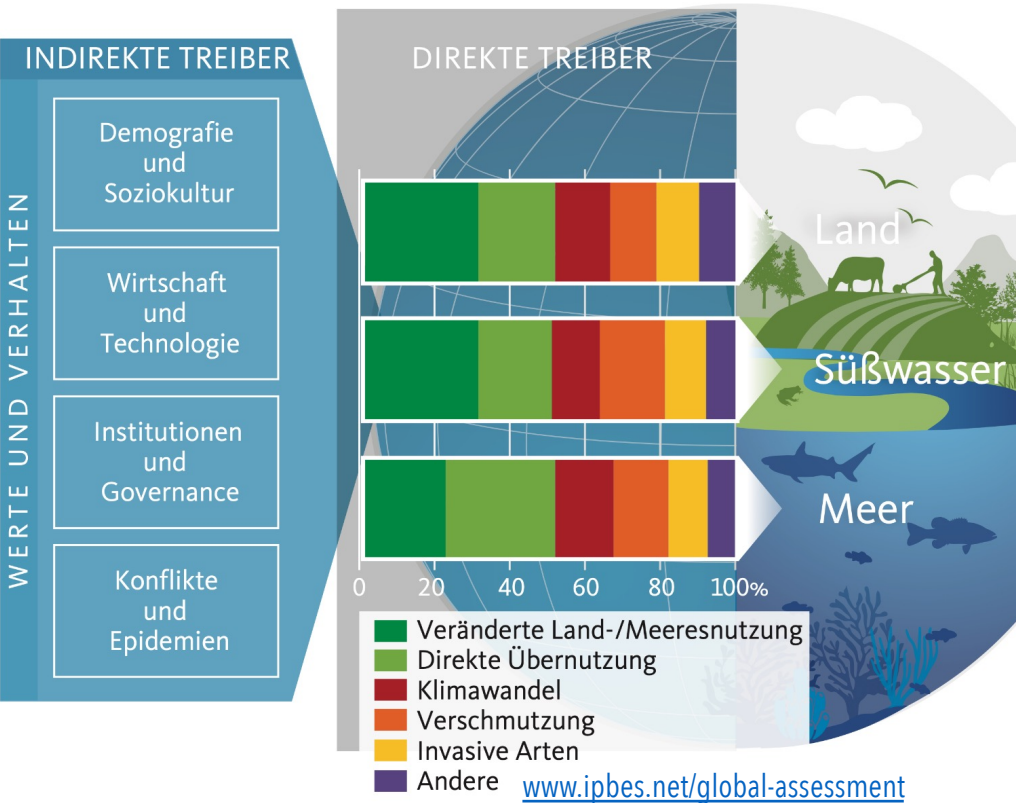 INDIREKTE TREIBER
WERTE UND VERHALTEN
Demografie
und
Soziokultur
Wirtschaft
und
Technologie
Institutionen
und
Governance
Konflikte
und
Epidemien
DIREKTE TREIBER
Land
Süßwasser
Meer
0 20 40 60 80 100%
Veränderte Land-/Meeresnutzung
Direkte Übernutzung
Klimawandel
Verschmutzung
Invasive Arten
Andere
www.ipbes.net/global-assessment